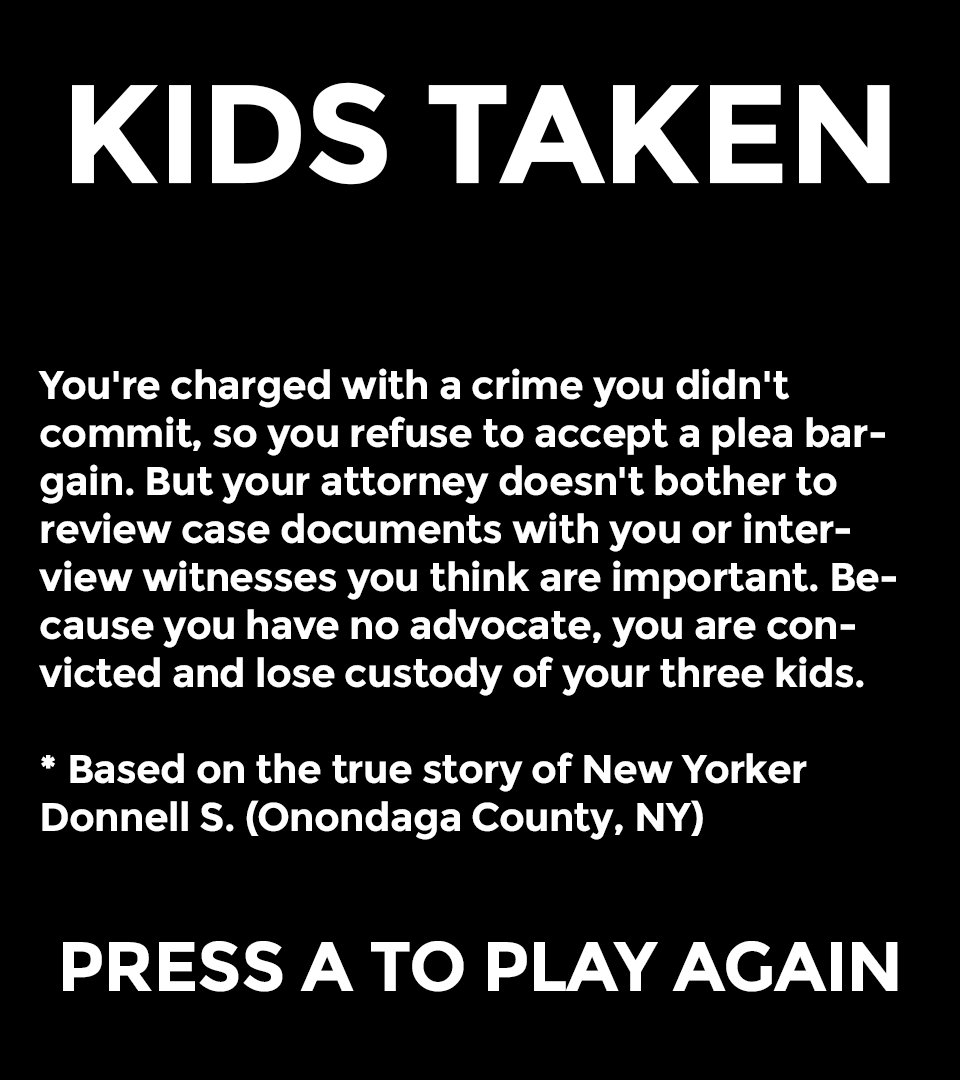 KIDS TAKEN
You're charged with a crime you didn't
commit, so you refuse to accept a plea bar-
gain. But your attorney doesn't bother to
review case documents with you or inter-
view witnesses you think are important. Be-
cause you have no advocate, you are con-
victed and lose custody of your three kids.
* Based on the true story of New Yorker
Donnell S. (Onondaga County, NY)
PRESS A TO PLAY AGAIN